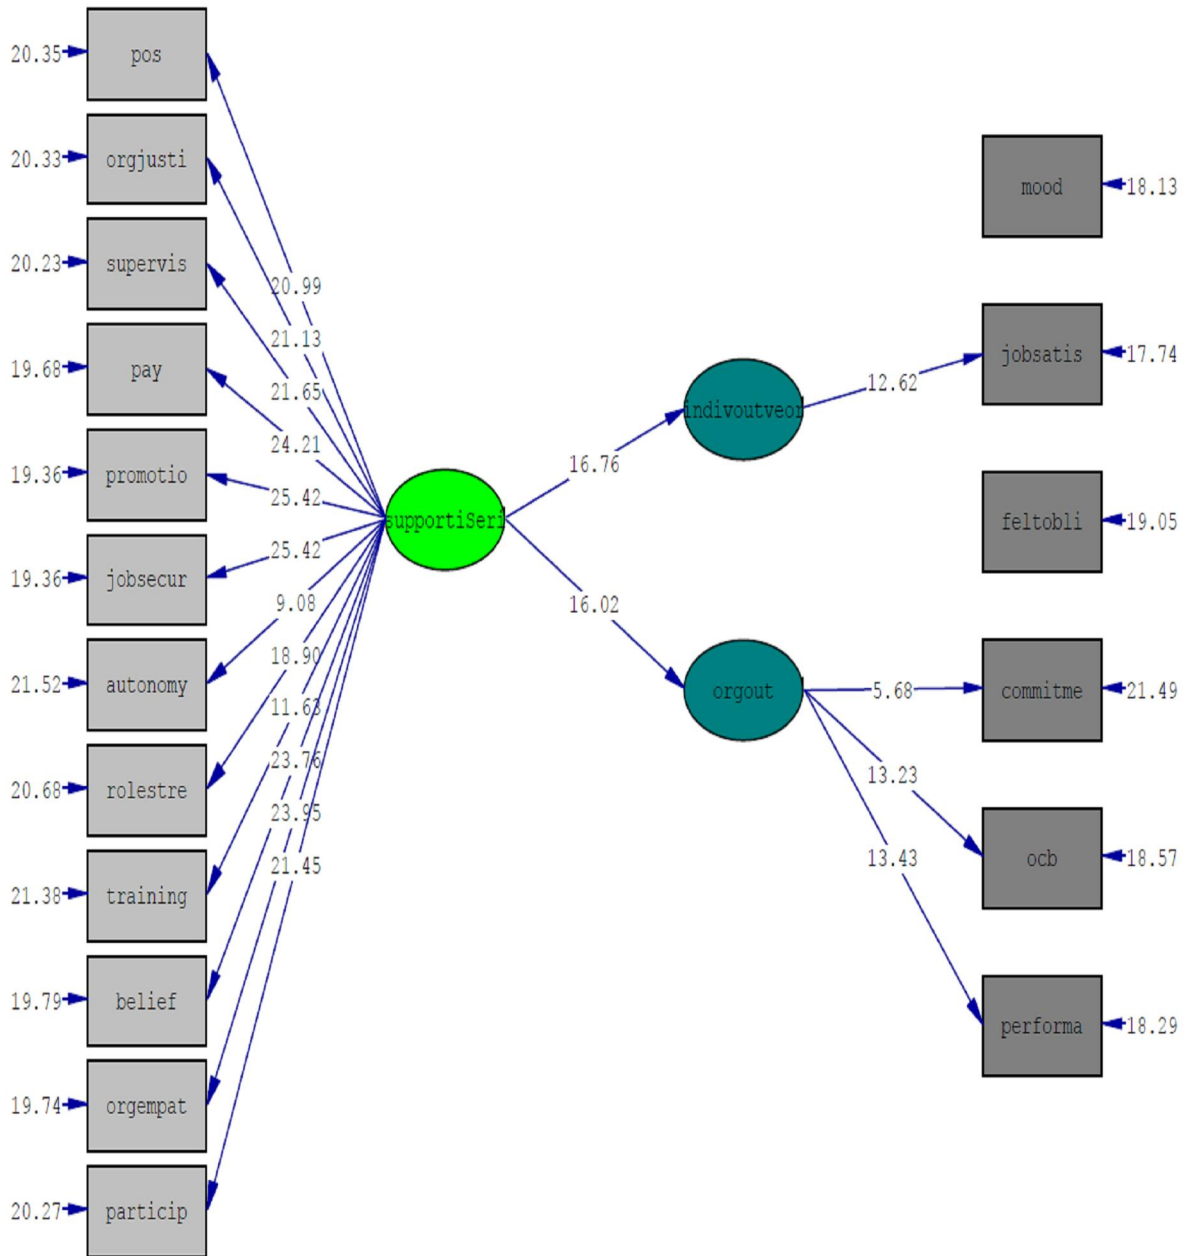 20.35 pos
20.33 orgjusti
20.23 supervis
19.68 pay
19.36 promotio
19.36 jobsecur
21.52 autonomy
20.68 rolestre
21.38 training
19.79 belief
19.74 orgempat
20.27 particip
20.99
21.13
21.65
24.21
25.42
25.42
9.08
18.90
11.63
23.76
23.95
21.45
supportiSeri
16.76
16.02
indivoutveor
orgout
12.62
5.68
13.23
13.43
mood 18.13
jobsatis 17.74
feltobli 19.05
commitme 21.49
ocb 18.57
performa 18.29